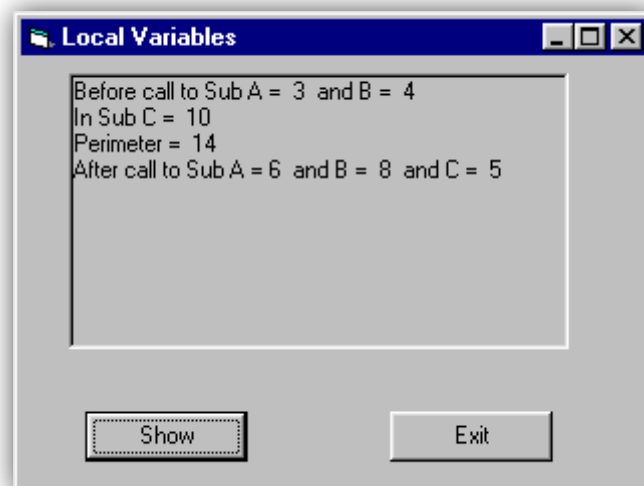 Local Variables
Before call to Sub A = 3 and B = 4
In Sub C = 10
Perimeter = 14
After call to Sub A = 6 and B = 8 and C = 5
Show
Exit